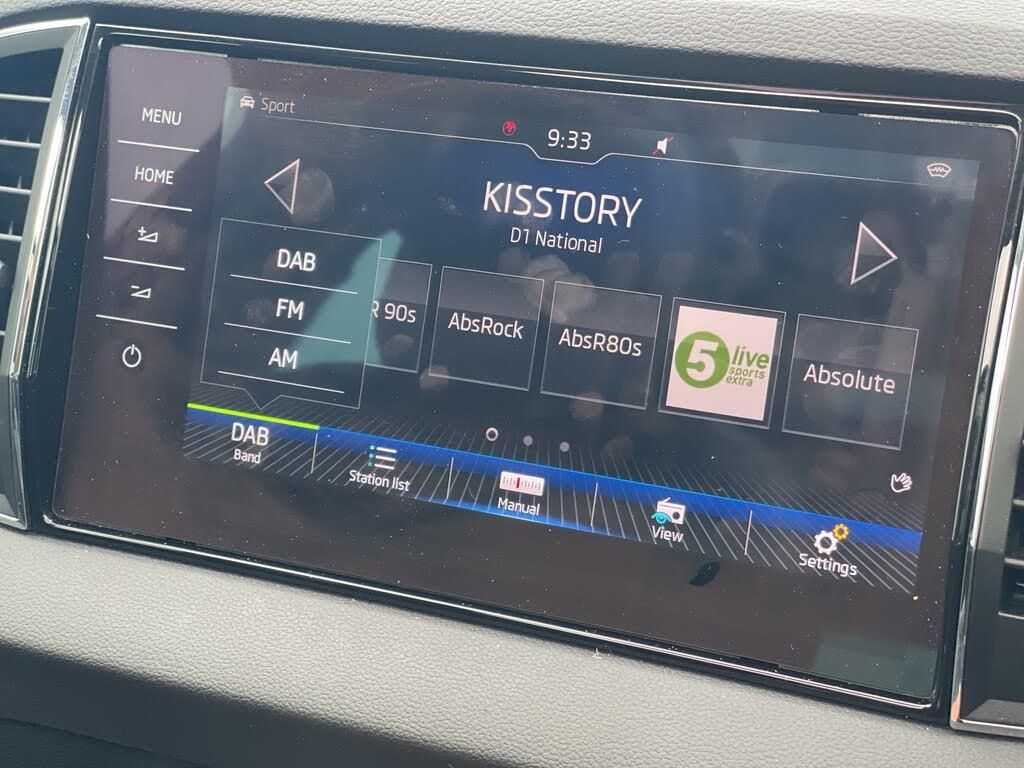 MENU
HOME
Sport
9:33
KISSTORY
D1 National
DAB
FM
AM
R 90s
AbsRock
AbsR80s
5 live
sports
extra
Absolute
DAB
Band
Station list
Manual
View
Settings